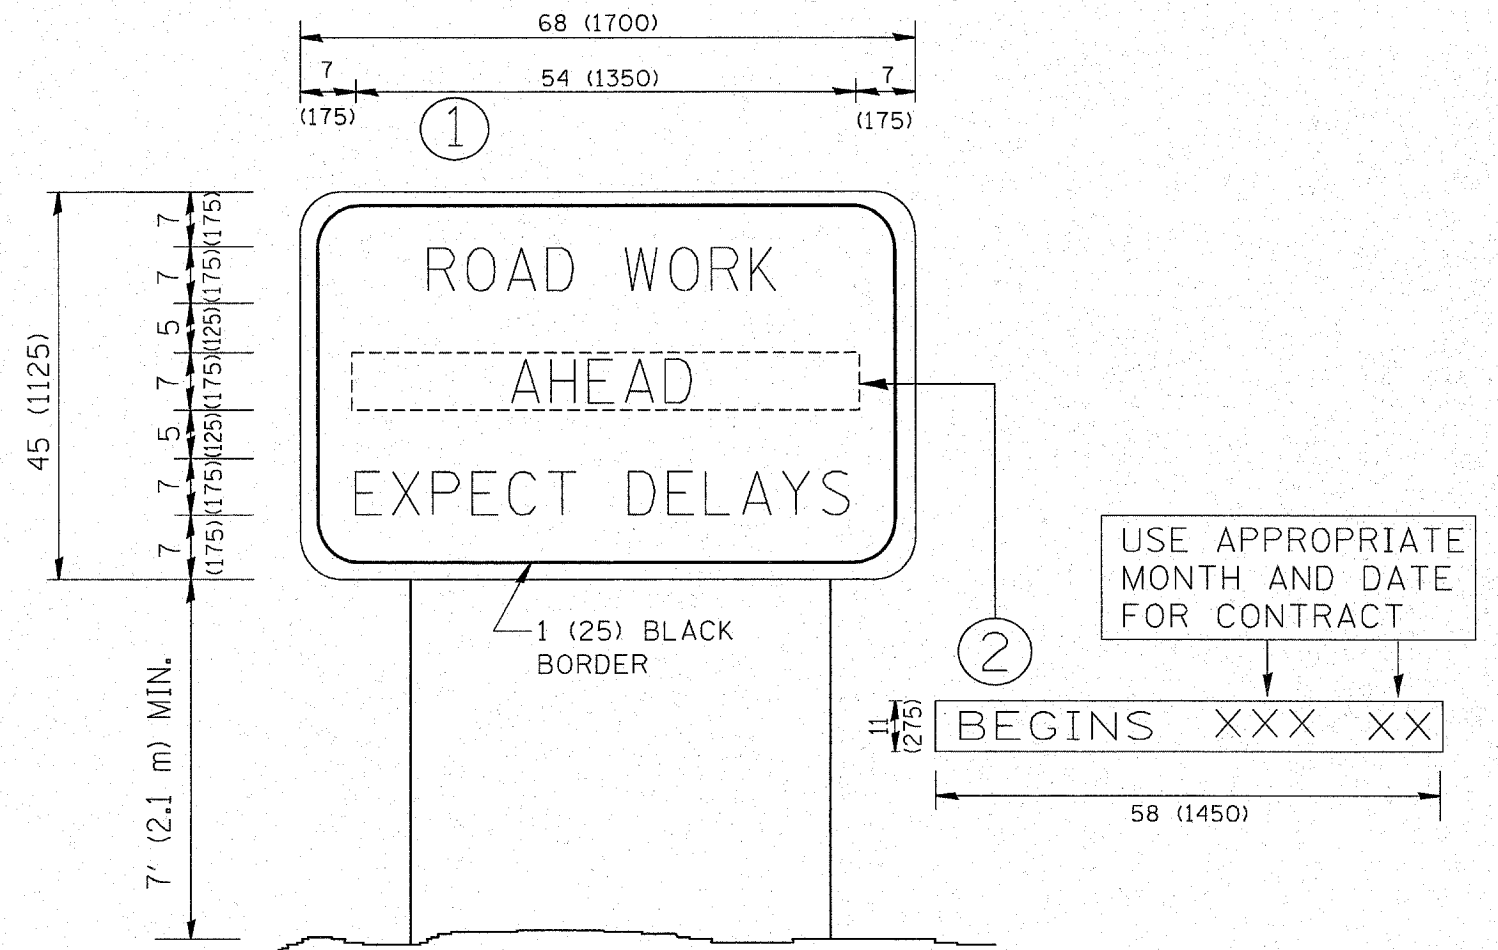 68 (1700)
7
54 (1350)
7
(175)
(175)
1
45 (1125)
7
(175)
7
(175)
5
(125)
7
(175)
5
(125)
7
(175)
7
(175)
ROAD WORK
AHEAD
EXPECT DELAYS
1 (25) BLACK
BORDER
7' (2.1 m) MIN.
2
USE APPROPRIATE
MONTH AND DATE
FOR CONTRACT
11
(275)
BEGINS XXX XX
58 (1450)